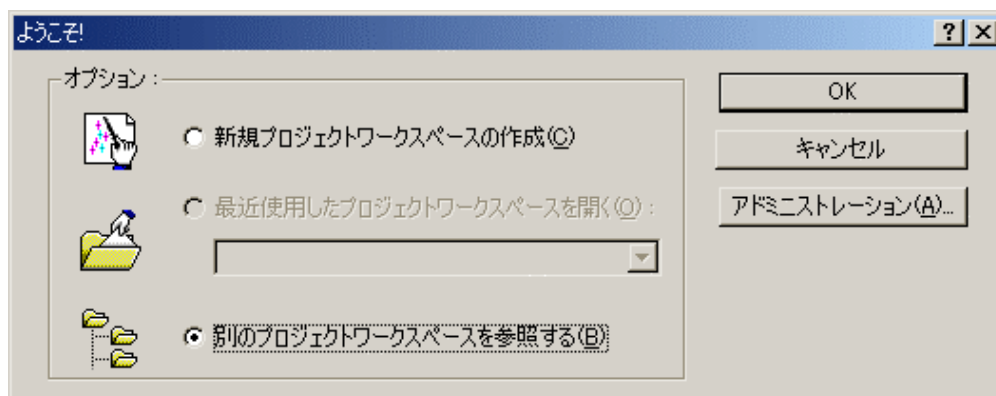 ようこそ!
オプション :
新規プロジェクトワークスペースの作成(C)
最近使用したプロジェクトワークスペースを開く(O) :
別のプロジェクトワークスペースを参照する(B)
OK
キャンセル
アドミニストレーション(A)...